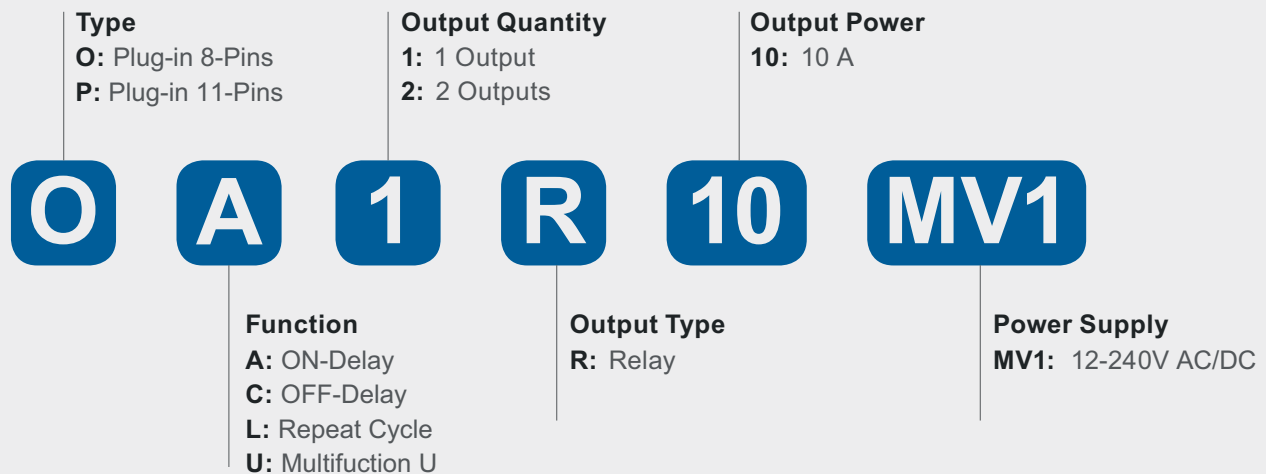 Type
O: Plug-in 8-Pins
P: Plug-in 11-Pins
Output Quantity
1: 1 Output
2: 2 Outputs
Output Power
10: 10 A
O A 1 R 10 MV1
Function
A: ON-Delay
C: OFF-Delay
L: Repeat Cycle
U: Multifuction U
Output Type
R: Relay
Power Supply
MV1: 12-240V AC/DC